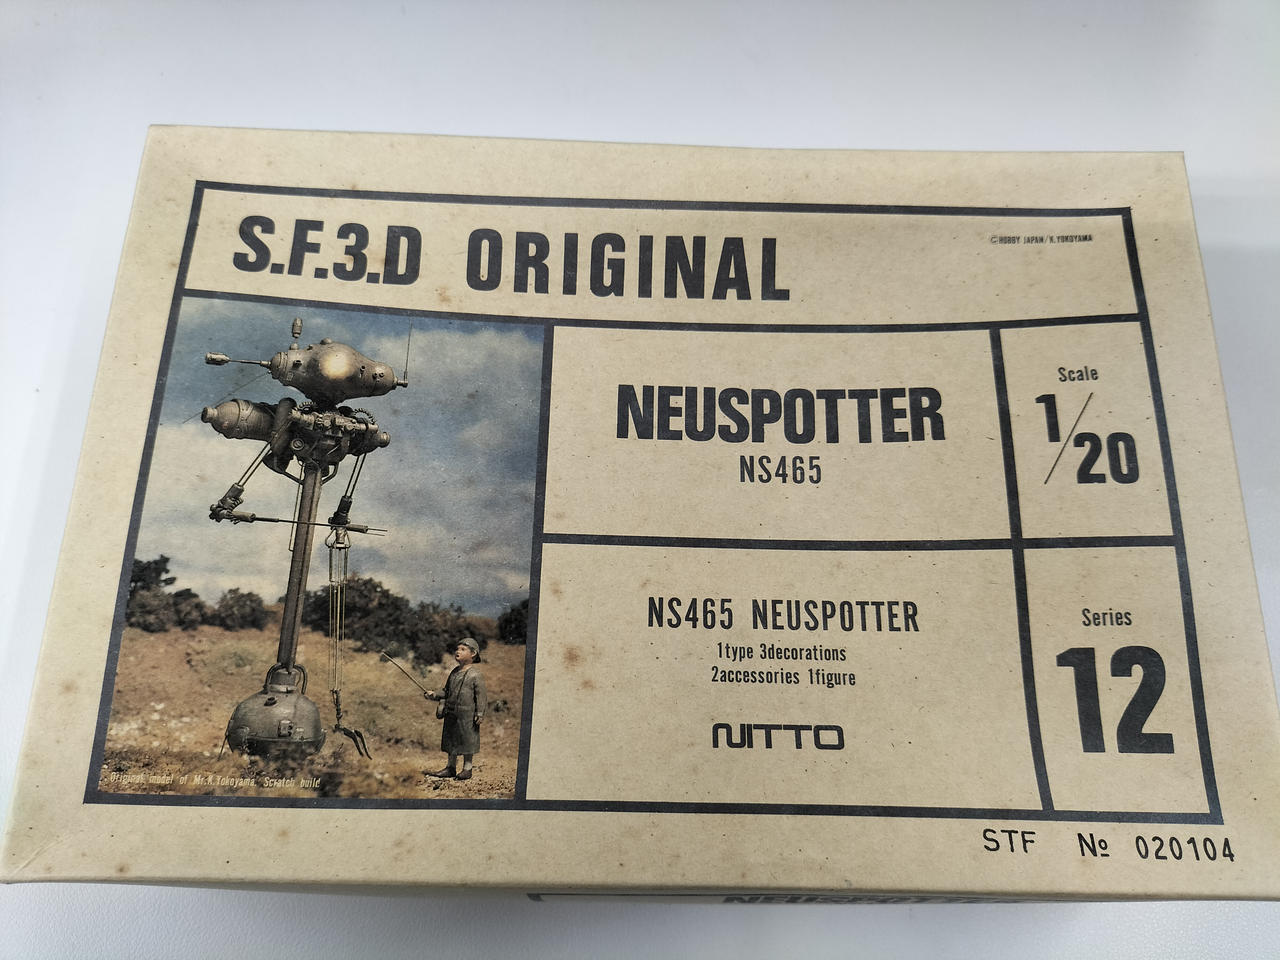 S.F.3.D ORIGINAL
©HOBBY JAPAN/K.YOKOYAMA
NEUSPOTTER
NS465
Scale
1/20
NS465 NEUSPOTTER
1type 3decorations
2accessories 1figure
NITTO
Series
12
Original model of Mr.K.Yokoyama. Scratch build
STF № 020104
NEUSPOTTER